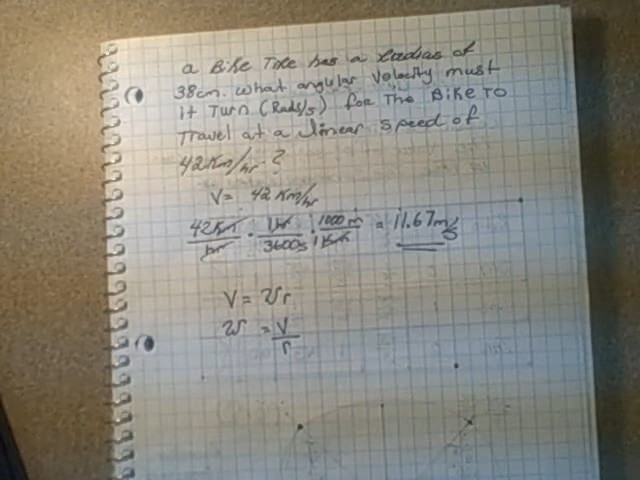 a Bike Tire has a radius of
38cm. what angular Velocity must
it Turn (Rads/s) for The Bike To
Travel at a linear speed of
42Km/hr.?
V= 42 Km/hr
42Km/hr · 1hr/3600s · 1000m/1Km = 11.67m/s
V = ωr
ω = V/r